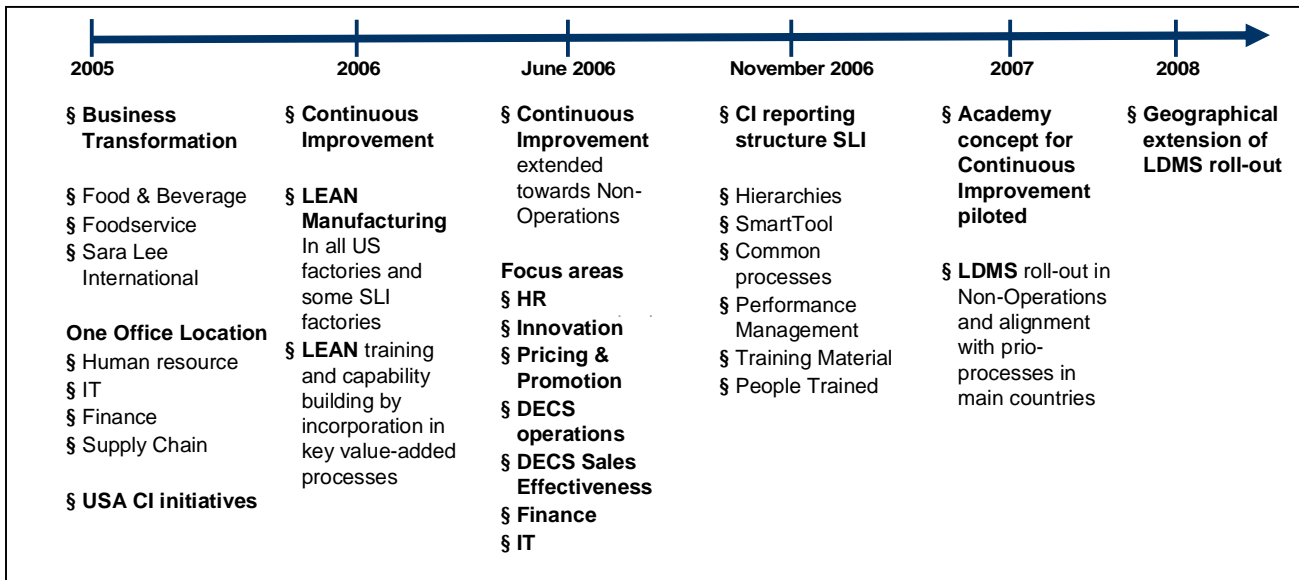 2005
2006
June 2006
November 2006
2007
2008
§ Business
Transformation
§ Food & Beverage
§ Foodservice
§ Sara Lee
International
One Office Location
§ Human resource
§ IT
§ Finance
§ Supply Chain
§ USA CI initiatives
§ Continuous
Improvement
§ LEAN
Manufacturing
In all US
factories and
some SLI
factories
§ LEAN training
and capability
building by
incorporation in
key value-added
processes
§ Continuous
Improvement
extended
towards Non-
Operations
Focus areas
§ HR
§ Innovation
§ Pricing &
Promotion
§ DECS
operations
§ DECS Sales
Effectiveness
§ Finance
§ IT
§ CI reporting
structure SLI
§ Hierarchies
§ SmartTool
§ Common
processes
§ Performance
Management
§ Training Material
§ People Trained
§ Academy
concept for
Continuous
Improvement
piloted
§ LDMS roll-out in
Non-Operations
and alignment
with prio-
processes in
main countries
§ Geographical
extension of
LDMS roll-out